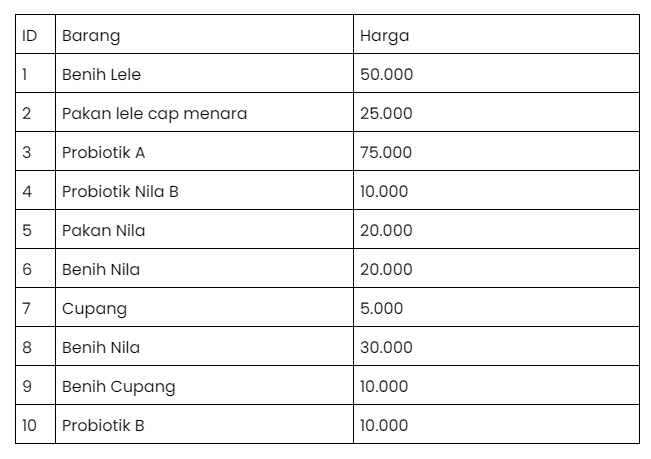 ID Barang Harga
1 Benih Lele 50.000
2 Pakan lele cap menara 25.000
3 Probiotik A 75.000
4 Probiotik Nila B 10.000
5 Pakan Nila 20.000
6 Benih Nila 20.000
7 Cupang 5.000
8 Benih Nila 30.000
9 Benih Cupang 10.000
10 Probiotik B 10.000